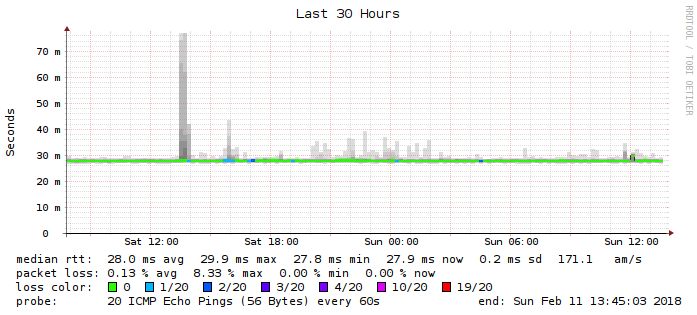 Last 30 Hours
RRDTOOL / TOBI OETIKER
Seconds
70 m
60 m
50 m
40 m
30 m
20 m
10 m
0
Sat 12:00 Sat 18:00 Sun 00:00 Sun 06:00 Sun 12:00
median rtt: 28.0 ms avg 29.9 ms max 27.8 ms min 27.9 ms now 0.2 ms sd 171.1 am/s
packet loss: 0.13 % avg 8.33 % max 0.00 % min 0.00 % now
loss color: 0 1/20 2/20 3/20 4/20 10/20 19/20
probe: 20 ICMP Echo Pings (56 Bytes) every 60s end: Sun Feb 11 13:45:03 2018